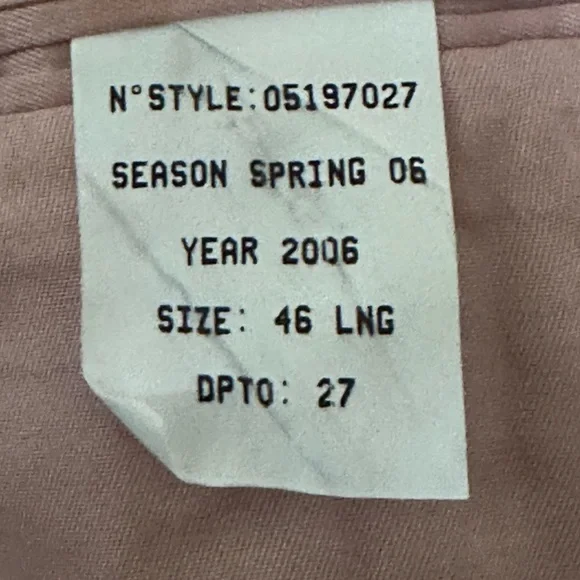 N°STYLE:05197027
SEASON SPRING 06
YEAR 2006
SIZE: 46 LNG
DPTO: 27